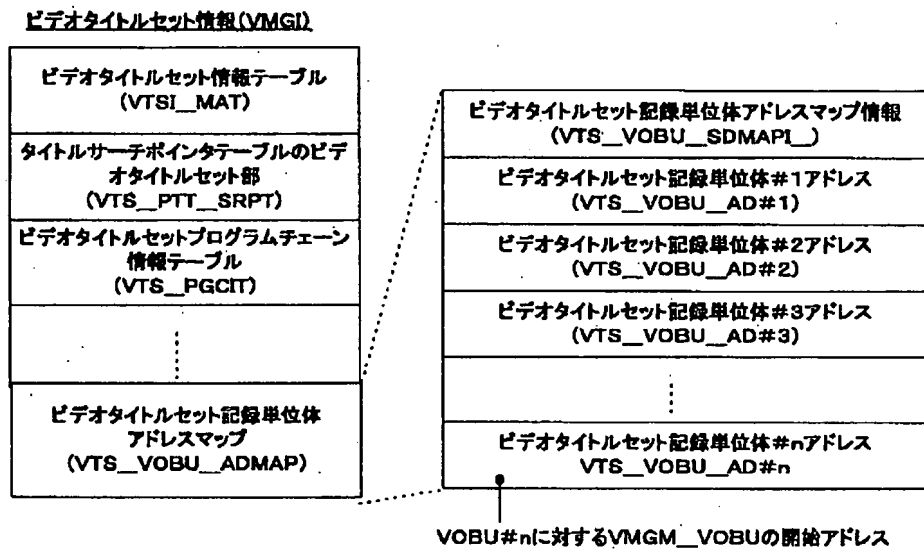 ビデオタイトルセット情報(VMGI)
ビデオタイトルセット情報テーブル
(VTSI__MAT)
タイトルサーチポインタテーブルのビデ
オタイトルセット部
(VTS__PTT__SRPT)
ビデオタイトルセットプログラムチェーン
情報テーブル
(VTS__PGCIT)
ビデオタイトルセット記録単位体
アドレスマップ
(VTS__VOBU__ADMAP)
ビデオタイトルセット記録単位体アドレスマップ情報
(VTS__VOBU__SDMAPI__)
ビデオタイトルセット記録単位体#1アドレス
(VTS__VOBU__AD#1)
ビデオタイトルセット記録単位体#2アドレス
(VTS__VOBU__AD#2)
ビデオタイトルセット記録単位体#3アドレス
(VTS__VOBU__AD#3)
ビデオタイトルセット記録単位体#nアドレス
VTS__VOBU__AD#n
VOBU#nに対するVMGM__VOBUの開始アドレス